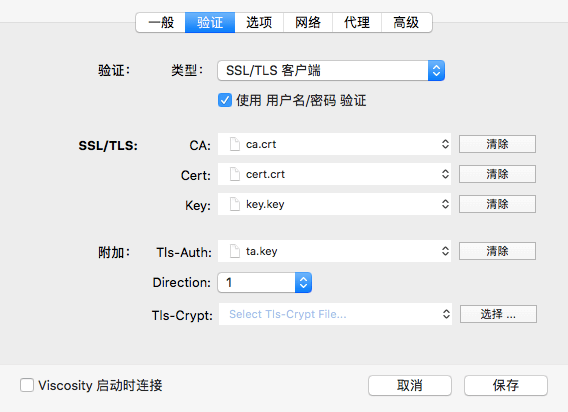 一般 验证 选项 网络 代理 高级
验证： 类型： SSL/TLS 客户端
使用 用户名/密码 验证
SSL/TLS: CA: ca.crt 清除
Cert: cert.crt 清除
Key: key.key 清除
附加： Tls-Auth: ta.key 清除
Direction: 1
Tls-Crypt: Select Tls-Crypt File... 选择 ...
Viscosity 启动时连接 取消 保存